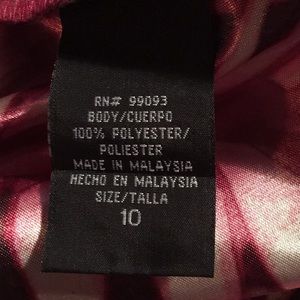 RN# 99093
BODY/CUERPO
100% POLYESTER/
POLIESTER
MADE IN MALAYSIA
HECHO EN MALAYSIA
SIZE/TALLA
10